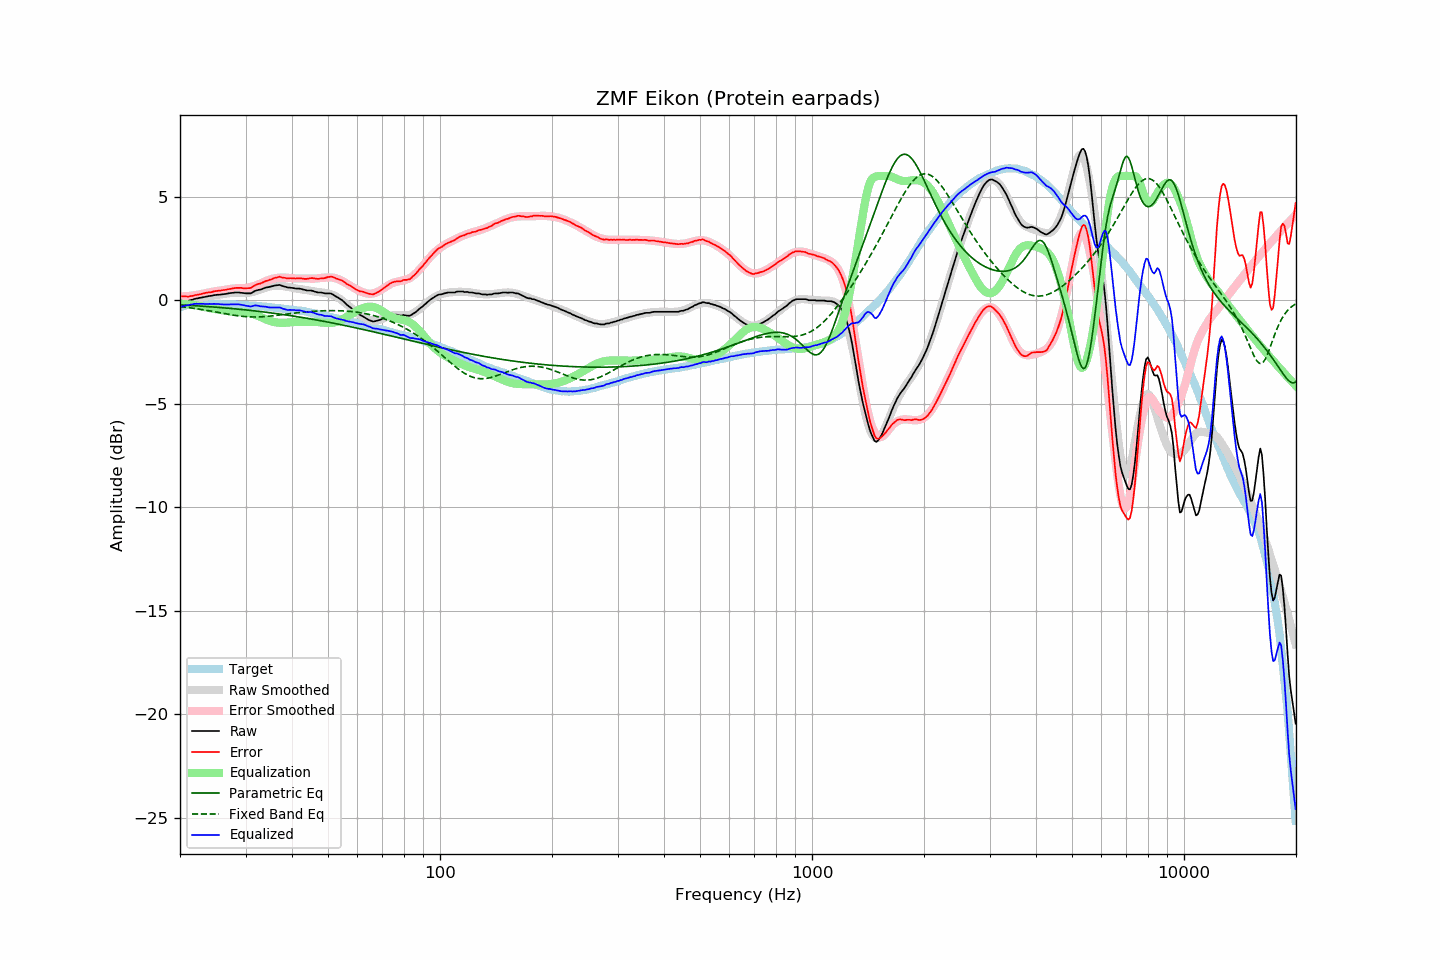 ZMF Eikon (Protein earpads)
Amplitude (dBr)
5
0
−5
−10
−15
−20
−25
Target
Raw Smoothed
Error Smoothed
Raw
Error
Equalization
Parametric Eq
Fixed Band Eq
Equalized
100
1000
10000
Frequency (Hz)